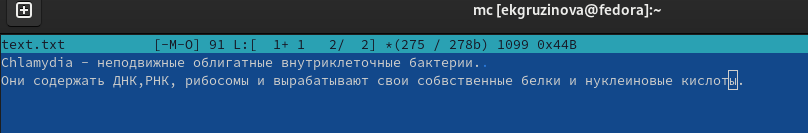 mc [ekgruzinova@fedora]:~
text.txt [-M-O] 91 L:[ 1+ 1 2/ 2] *(275 / 278b) 1099 0x44B
Chlamydia - неподвижные облигатные внутриклеточные бактерии..
Они содержать ДНК,РНК, рибосомы и вырабатывают свои собвственные белки и нуклеиновые кислоты.